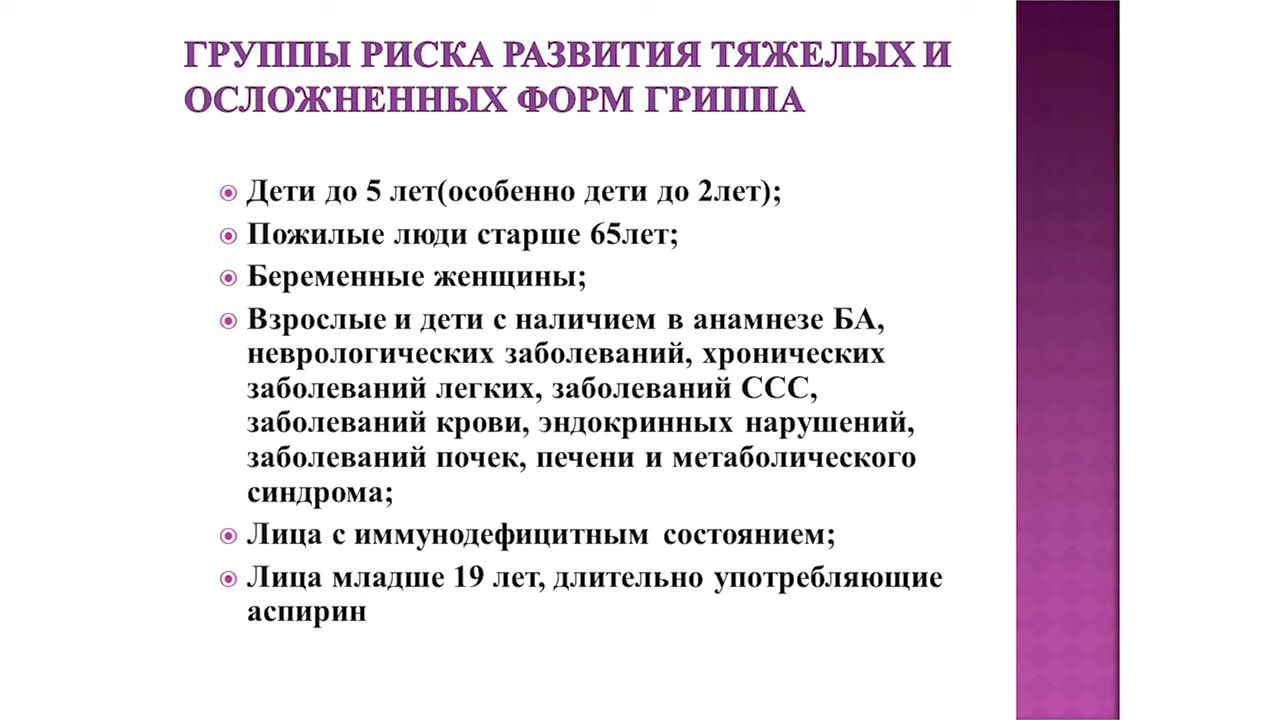 ГРУППЫ РИСКА РАЗВИТИЯ ТЯЖЕЛЫХ И
ОСЛОЖНЕННЫХ ФОРМ ГРИППА
Дети до 5 лет(особенно дети до 2лет);
Пожилые люди старше 65лет;
Беременные женщины;
Взрослые и дети с наличием в анамнезе БА,
неврологических заболеваний, хронических
заболеваний легких, заболеваний ССС,
заболеваний крови, эндокринных нарушений,
заболеваний почек, печени и метаболического
синдрома;
Лица с иммунодефицитным состоянием;
Лица младше 19 лет, длительно употребляющие
аспирин